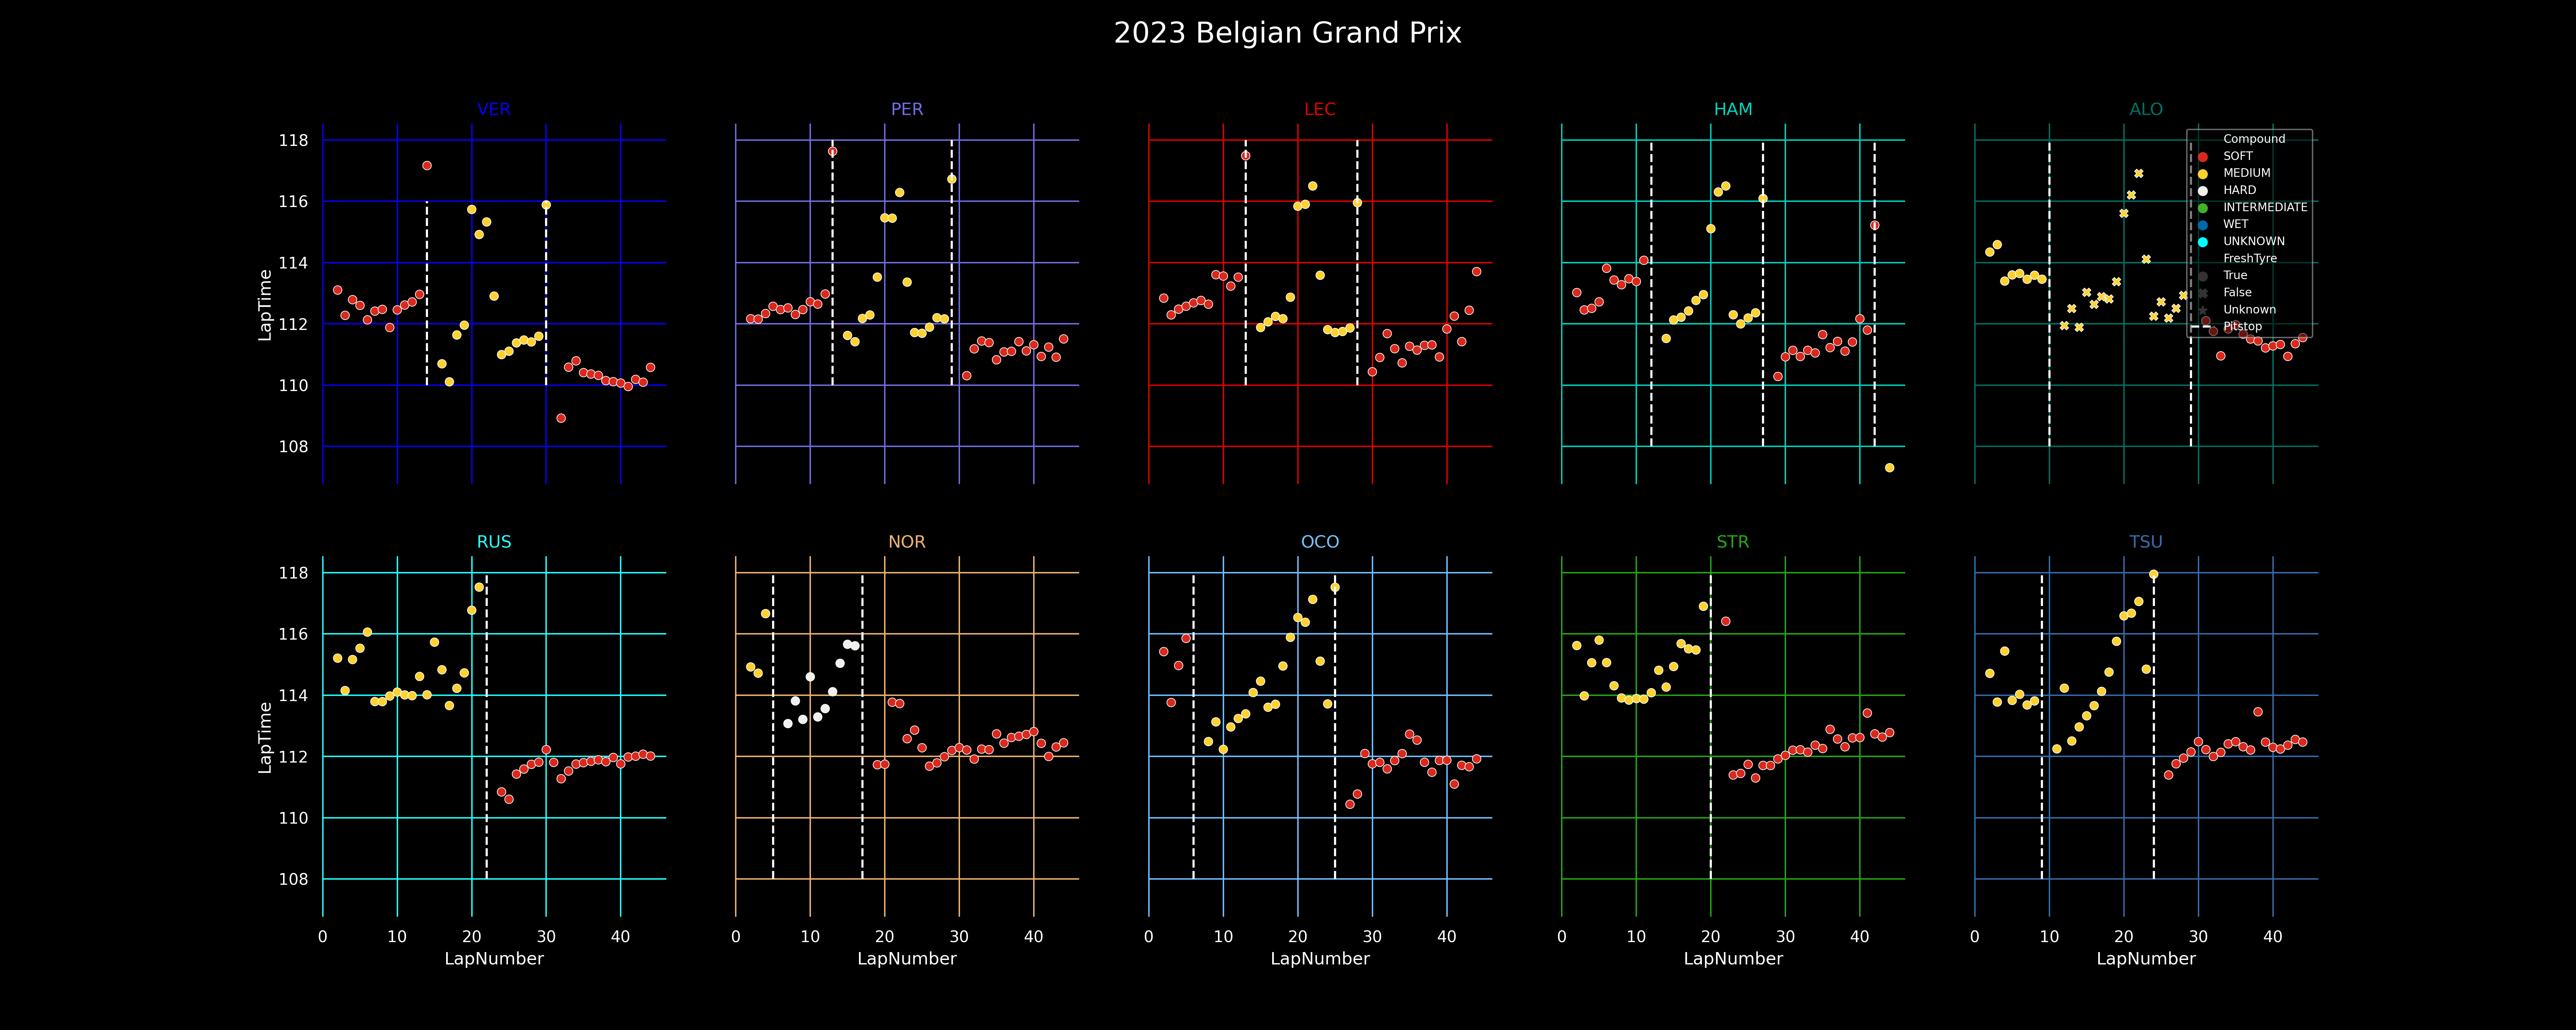 2023 Belgian Grand Prix
VER
PER
LEC
HAM
ALO
118
116
114
112
110
108
LapTime
Compound
SOFT
MEDIUM
HARD
INTERMEDIATE
WET
UNKNOWN
FreshTyre
True
False
Unknown
Pitstop
RUS
NOR
OCO
STR
TSU
118
116
114
112
110
108
LapTime
0 10 20 30 40
0 10 20 30 40
0 10 20 30 40
0 10 20 30 40
0 10 20 30 40
LapNumber
LapNumber
LapNumber
LapNumber
LapNumber